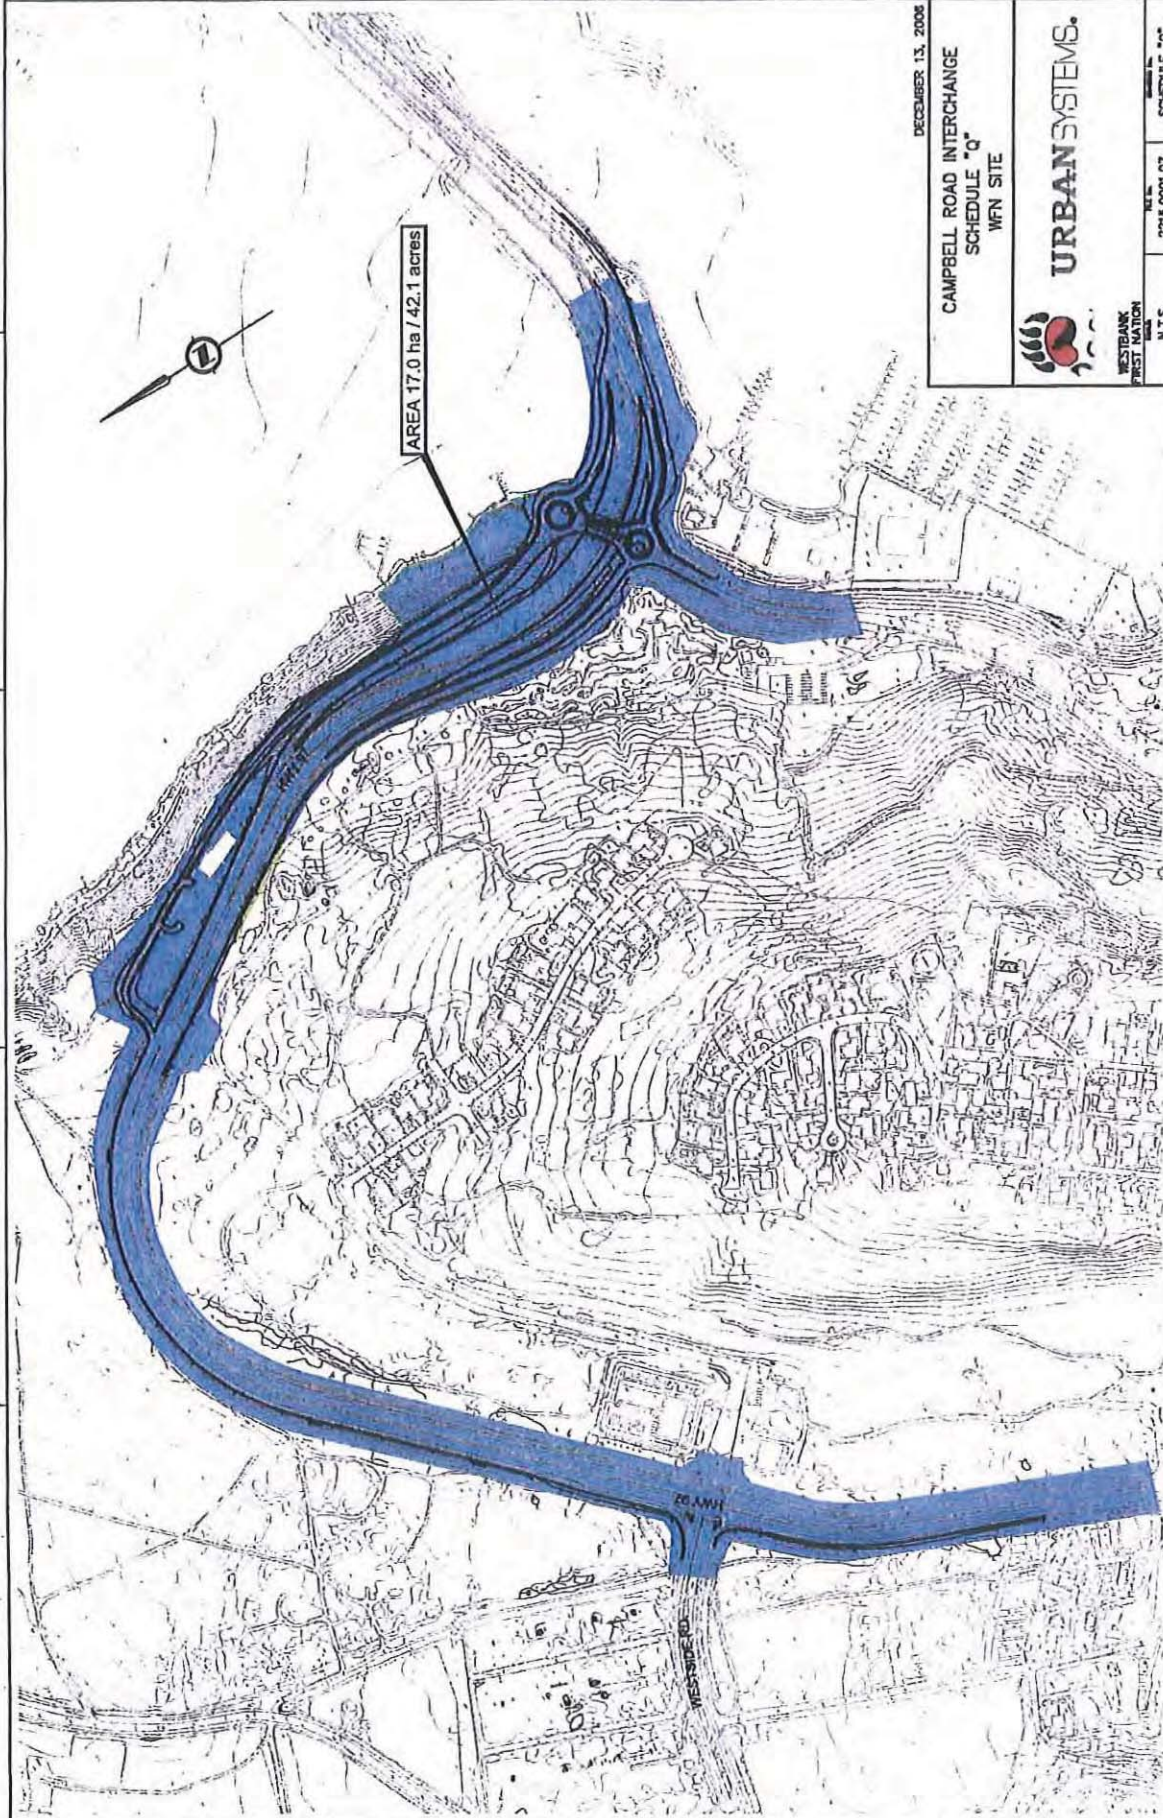 AREA 17.0 ha / 42.1 acres
HWY 97
WESTSIDE RD
DECEMBER 13, 2006
CAMPBELL ROAD INTERCHANGE
SCHEDULE "Q"
WFN SITE
URBANSYSTEMS.
WESTBANK
FIRST NATION
N.T.S.